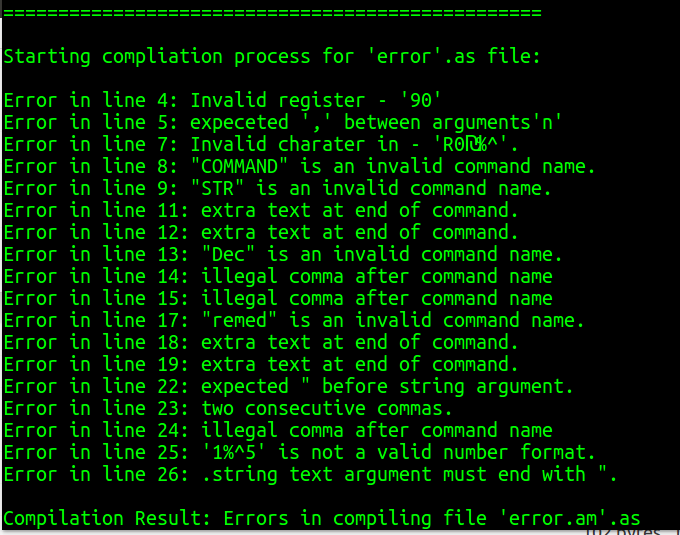 ==================================================
Starting compliation process for 'error'.as file:
Error in line 4: Invalid register - '90'
Error in line 5: expeceted ',' between arguments'n'
Error in line 7: Invalid charater in - 
Error in line 8: "COMMAND" is an invalid command name.
Error in line 9: "STR" is an invalid command name.
Error in line 11: extra text at end of command.
Error in line 12: extra text at end of command.
Error in line 13: "Dec" is an invalid command name.
Error in line 14: illegal comma after command name
Error in line 15: illegal comma after command name
Error in line 17: "remed" is an invalid command name.
Error in line 18: extra text at end of command.
Error in line 19: extra text at end of command.
Error in line 22: expected " before string argument.
Error in line 23: two consecutive commas.
Error in line 24: illegal comma after command name
Error in line 25: '1%^5' is not a valid number format.
Error in line 26: .string text argument must end with ".
Compilation Result: Errors in compiling file 'error.am'.as